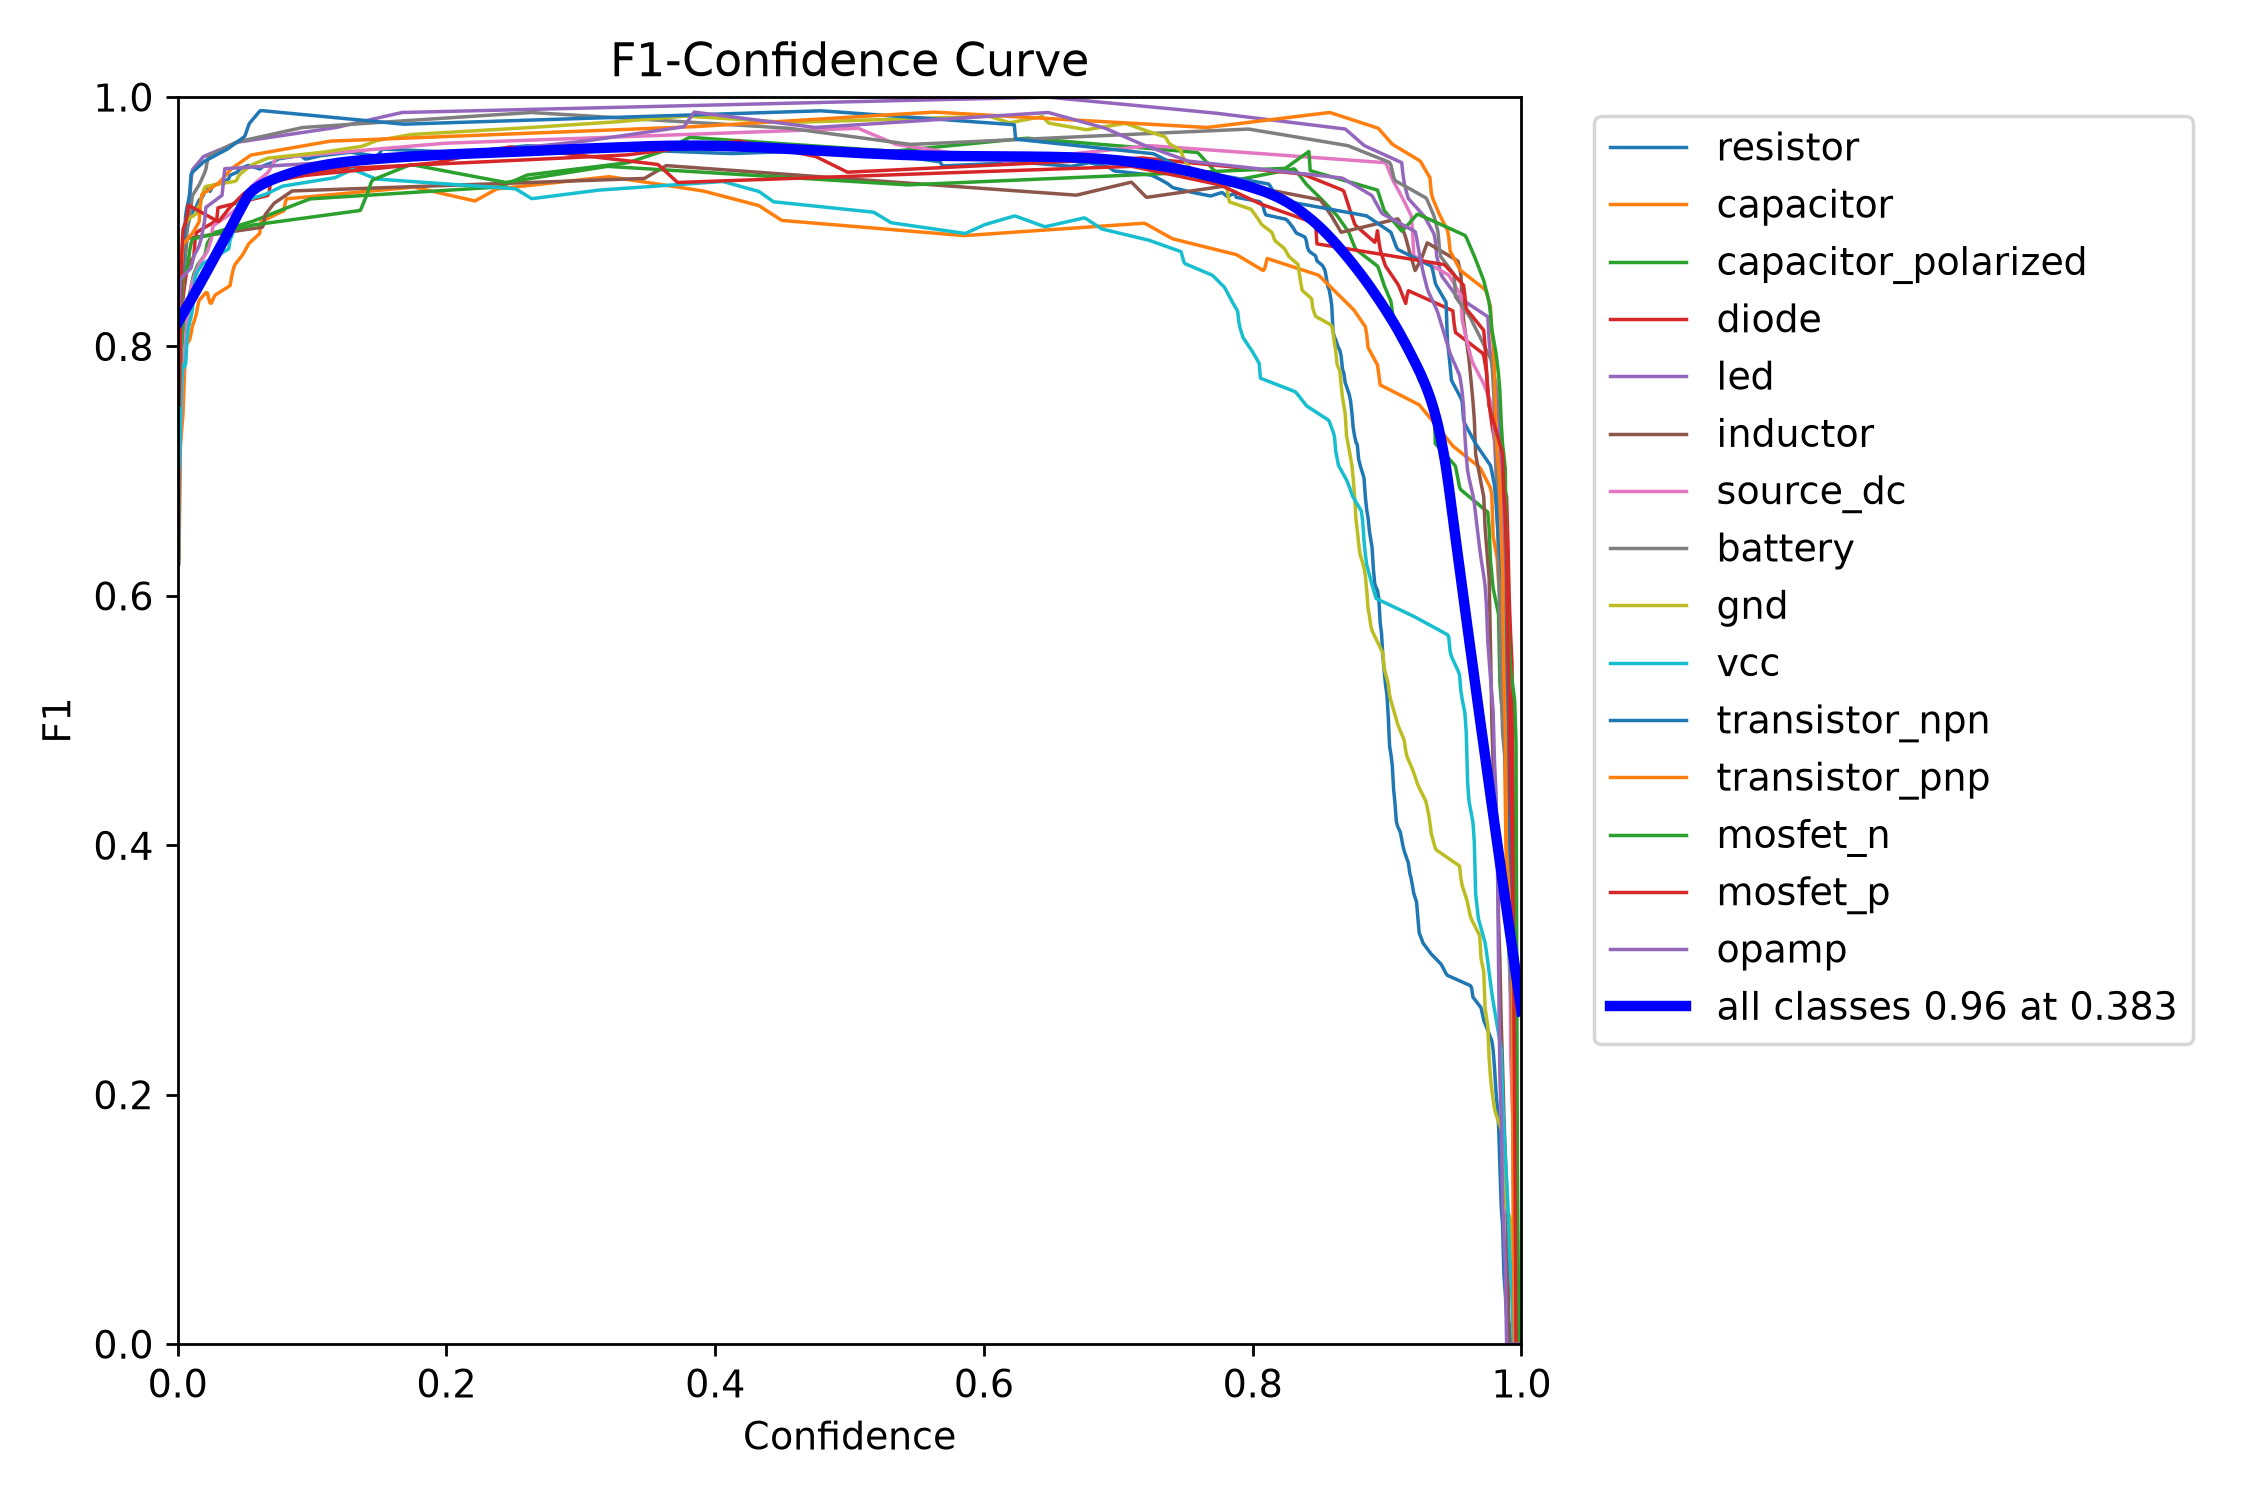 F1-Confidence Curve
1.0
0.8
0.6
0.4
0.2
0.0
F1
0.0 0.2 0.4 0.6 0.8 1.0
Confidence
resistor
capacitor
capacitor_polarized
diode
led
inductor
source_dc
battery
gnd
vcc
transistor_npn
transistor_pnp
mosfet_n
mosfet_p
opamp
all classes 0.96 at 0.383